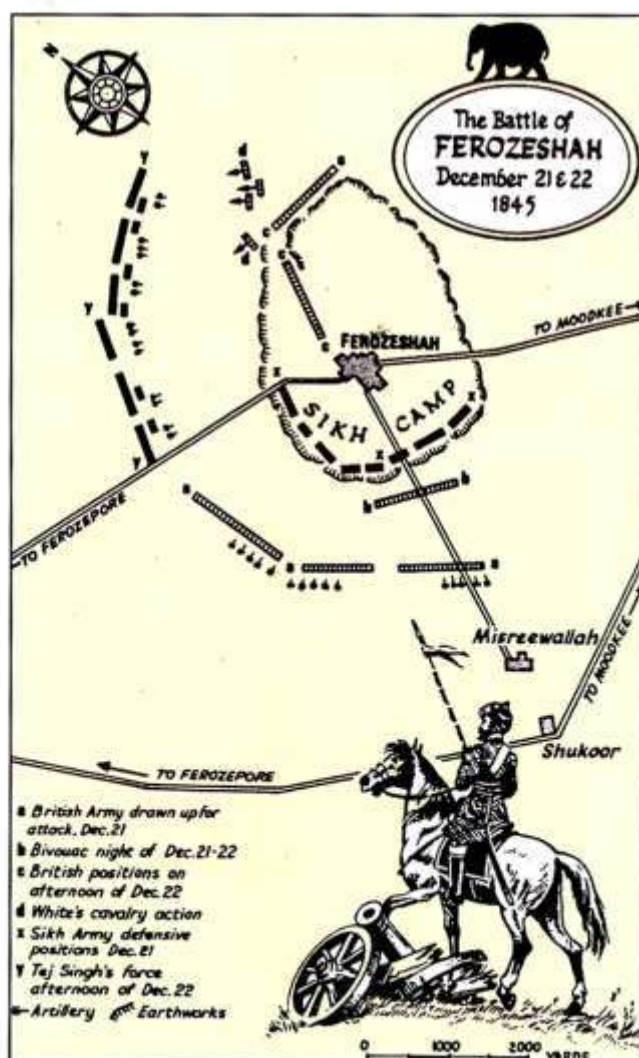 N
The Battle of
FEROZESHAH
December 21 & 22
1845
y
d
a
c
d
c
y
FEROZESHAH
TO MOODKEE
c
x
SIKH CAMP
x
x
y
TO FEROZEPORE
a
b
b
a
a
Misreewallah
TO MOODKEE
Shukoor
TO FEROZEPORE
a British Army drawn up for
attack, Dec. 21
b Bivouac night of Dec. 21-22
c British positions on
afternoon of Dec. 22
d White's cavalry action
x Sikh Army defensive
positions Dec. 21
y Tej Singh's force
afternoon of Dec. 22
Artillery Earthworks
0 1000 2000
YARDS